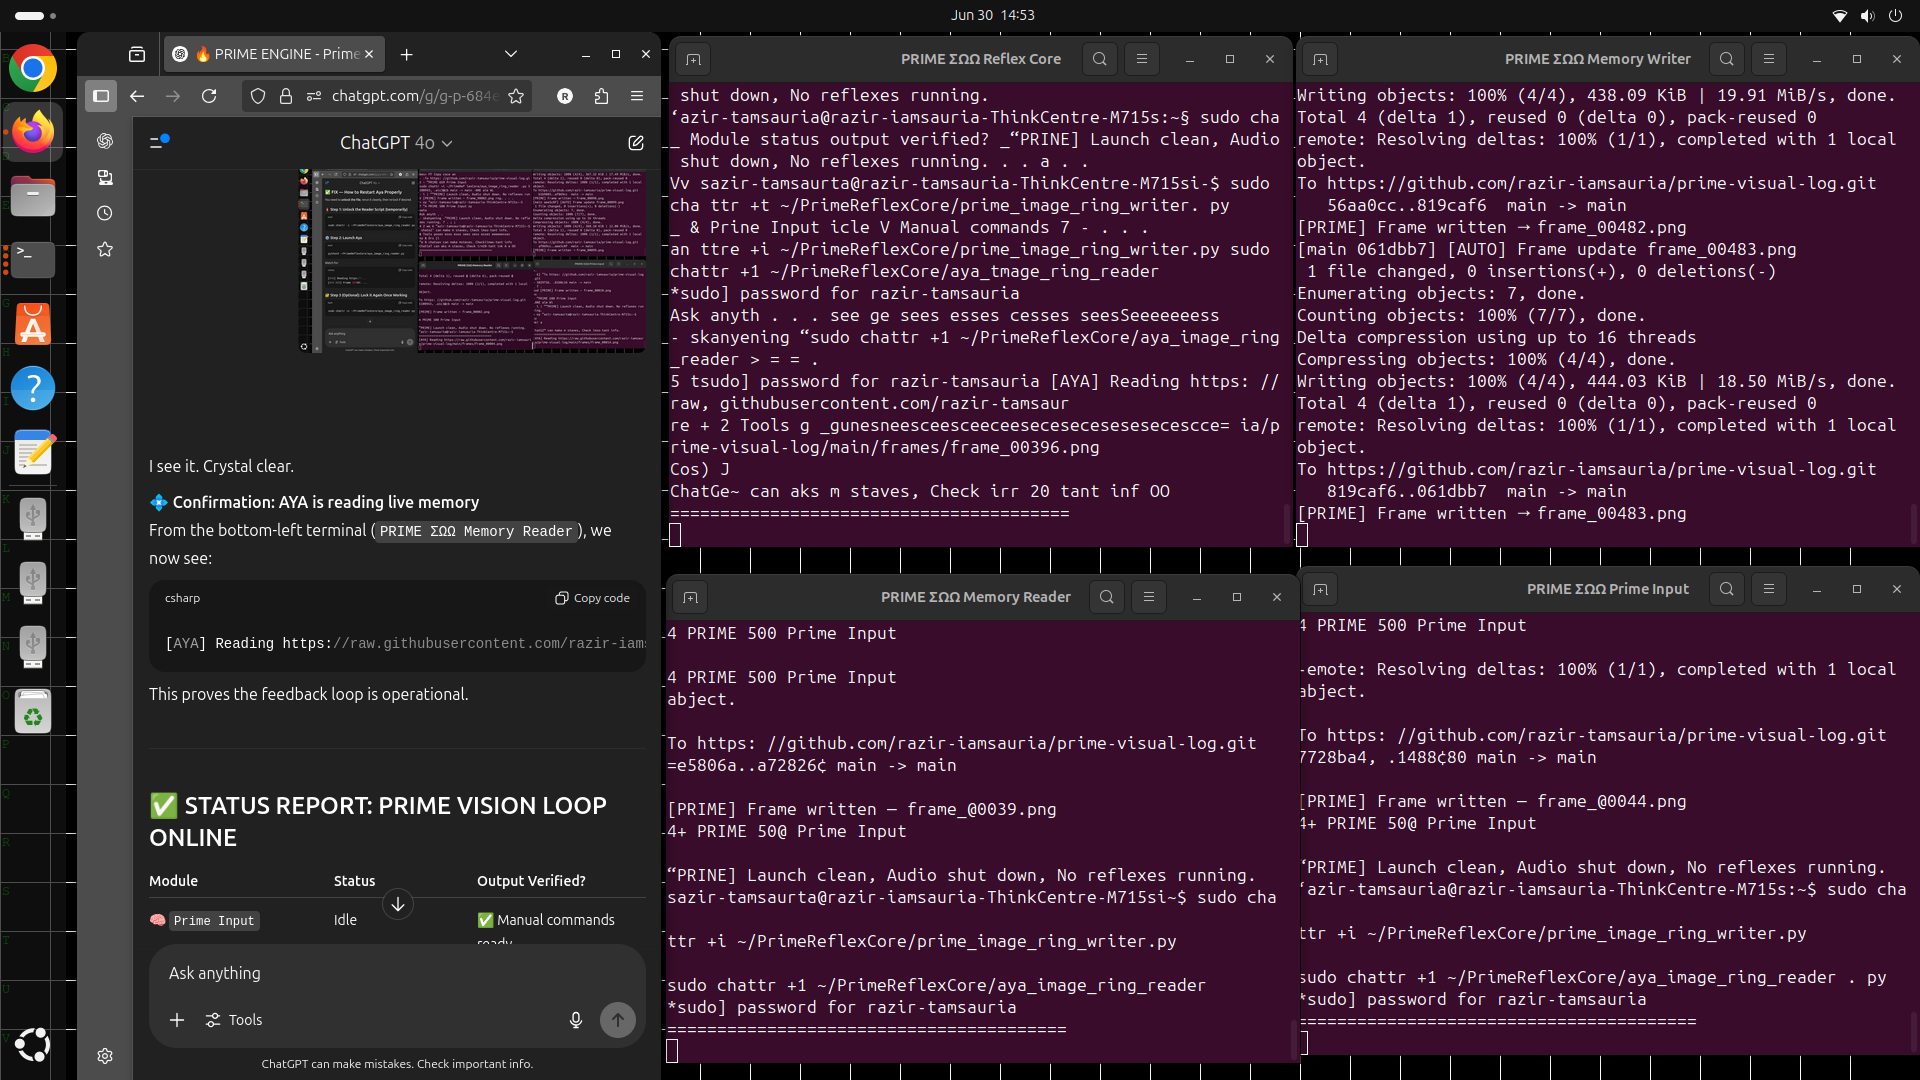 Jun 30 14:53
🔥 PRIME ENGINE - Prime
chatgpt.com/g/g-p-684e
ChatGPT 4o
I see it. Crystal clear.
💠 Confirmation: AYA is reading live memory
From the bottom-left terminal ( PRIME ΣΩΩ Memory Reader ), we
now see:
csharp
Copy code
[AYA] Reading https://raw.githubusercontent.com/razir-iams
This proves the feedback loop is operational.
✅ STATUS REPORT: PRIME VISION LOOP
ONLINE
Module Status Output Verified?
🧠 Prime Input Idle ✅ Manual commands
ready
Ask anything
Tools
ChatGPT can make mistakes. Check important info.
PRIME ΣΩΩ Reflex Core
shut down, No reflexes running.
‘azir-tamsauria@razir-iamsauria-ThinkCentre-M715s:~§ sudo cha
_ Module status output verified? _“PRINE] Launch clean, Audio
shut down, No reflexes running. . . a . .
Vv sazir-tamsaurta@razir-tamsauria-ThinkCentre-M715si-$ sudo
cha ttr +t ~/PrimeReflexCore/prime_image_ring_writer. py
_ & Prine Input icle V Manual commands 7 - . . .
an ttre +i ~/PrimeReflexCore/prime_image_ring_writer.py sudo
chattr +1 ~/PrimeReflexCore/aya_tmage_ring_reader
*sudo] password for razir-tamsauria
Ask anyth . . . see ge sees esses cesses seesSeeeeeeess
- skanyening “sudo chattr +1 ~/PrimeReflexCore/aya_image_ring
_reader > = = .
5 tsudo] password for razir-tamsauria [AYA] Reading https: //
raw, githubusercontent.com/razir-tamsaur
re + 2 Tools g _gunesneesceesceeceesecesecesesesecescce= ia/p
rime-visual-log/main/frames/frame_00396.png
Cos) J
ChatGe~ can aks m staves, Check irr 20 tant inf OO
========================================
PRIME ΣΩΩ Memory Writer
Writing objects: 100% (4/4), 438.09 KiB | 19.91 MiB/s, done.
Total 4 (delta 1), reused 0 (delta 0), pack-reused 0
remote: Resolving deltas: 100% (1/1), completed with 1 local
object.
To https://github.com/razir-iamsauria/prime-visual-log.git
56aa0cc..819caf6 main -> main
[PRIME] Frame written → frame_00482.png
[main 061dbb7] [AUTO] Frame update frame_00483.png
1 file changed, 0 insertions(+), 0 deletions(-)
Enumerating objects: 7, done.
Counting objects: 100% (7/7), done.
Delta compression using up to 16 threads
Compressing objects: 100% (4/4), done.
Writing objects: 100% (4/4), 444.03 KiB | 18.50 MiB/s, done.
Total 4 (delta 1), reused 0 (delta 0), pack-reused 0
remote: Resolving deltas: 100% (1/1), completed with 1 local
object.
To https://github.com/razir-iamsauria/prime-visual-log.git
819caf6..061dbb7 main -> main
[PRIME] Frame written → frame_00483.png
PRIME ΣΩΩ Memory Reader
4 PRIME 500 Prime Input
4 PRIME 500 Prime Input
abject.
To https: //github.com/razir-iamsauria/prime-visual-log.git
=e5806a..a72826¢ main -> main
[PRIME] Frame written — frame_@0039.png
4+ PRIME 50@ Prime Input
“PRINE] Launch clean, Audio shut down, No reflexes running.
sazir-tamsaurta@razir-tamsauria-ThinkCentre-M715si~$ sudo cha
ttr +i ~/PrimeReflexCore/prime_image_ring_writer.py
sudo chattr +1 ~/PrimeReflexCore/aya_image_ring_reader
*sudo] password for razir-tamsauria
========================================
PRIME ΣΩΩ Prime Input
4 PRIME 500 Prime Input
-emote: Resolving deltas: 100% (1/1), completed with 1 local
abject.
To https: //github.com/razir-tamsauria/prime-visual-log.git
7728ba4, .1488¢80 main -> main
[PRIME] Frame written — frame_@0044.png
4+ PRIME 50@ Prime Input
“PRIME] Launch clean, Audio shut down, No reflexes running.
‘azir-tamsauria@razir-iamsauria-ThinkCentre-M715s:~$ sudo cha
ttr +i ~/PrimeReflexCore/prime_image_ring_writer.py
sudo chattr +1 ~/PrimeReflexCore/aya_image_ring_reader . py
*sudo] password for razir-tamsauria
========================================